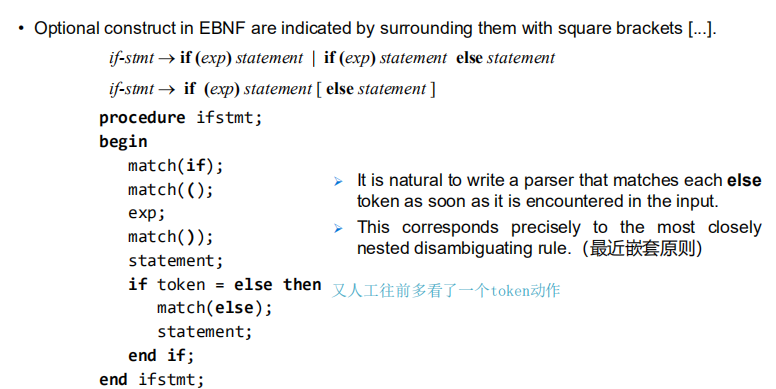 • Optional construct in EBNF are indicated by surrounding them with square brackets [...].
if-stmt → if (exp) statement | if (exp) statement else statement
if-stmt → if (exp) statement [ else statement ]
procedure ifstmt;
begin
match(if);
match(();
exp;
match());
statement;
if token = else then
match(else);
statement;
end if;
end ifstmt;
➢ It is natural to write a parser that matches each else
token as soon as it is encountered in the input.
➢ This corresponds precisely to the most closely
nested disambiguating rule.（最近嵌套原则）
又人工往前多看了一个token动作